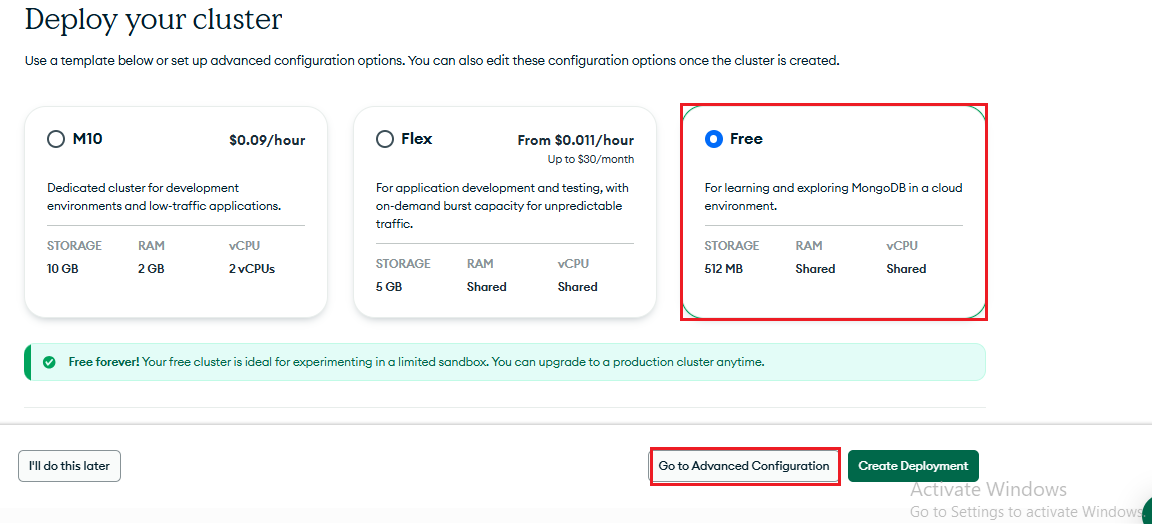 Deploy your cluster
Use a template below or set up advanced configuration options. You can also edit these configuration options once the cluster is created.
M10
$0.09/hour
Dedicated cluster for development
environments and low-traffic applications.
STORAGE RAM vCPU
10 GB 2 GB 2 vCPUs
Flex
From $0.011/hour
Up to $30/month
For application development and testing, with
on-demand burst capacity for unpredictable
traffic.
STORAGE RAM vCPU
5 GB Shared Shared
Free
For learning and exploring MongoDB in a cloud
environment.
STORAGE RAM vCPU
512 MB Shared Shared
Free forever! Your free cluster is ideal for experimenting in a limited sandbox. You can upgrade to a production cluster anytime.
I'll do this later
Go to Advanced Configuration
Create Deployment
Activate Windows
Go to Settings to activate Windows.